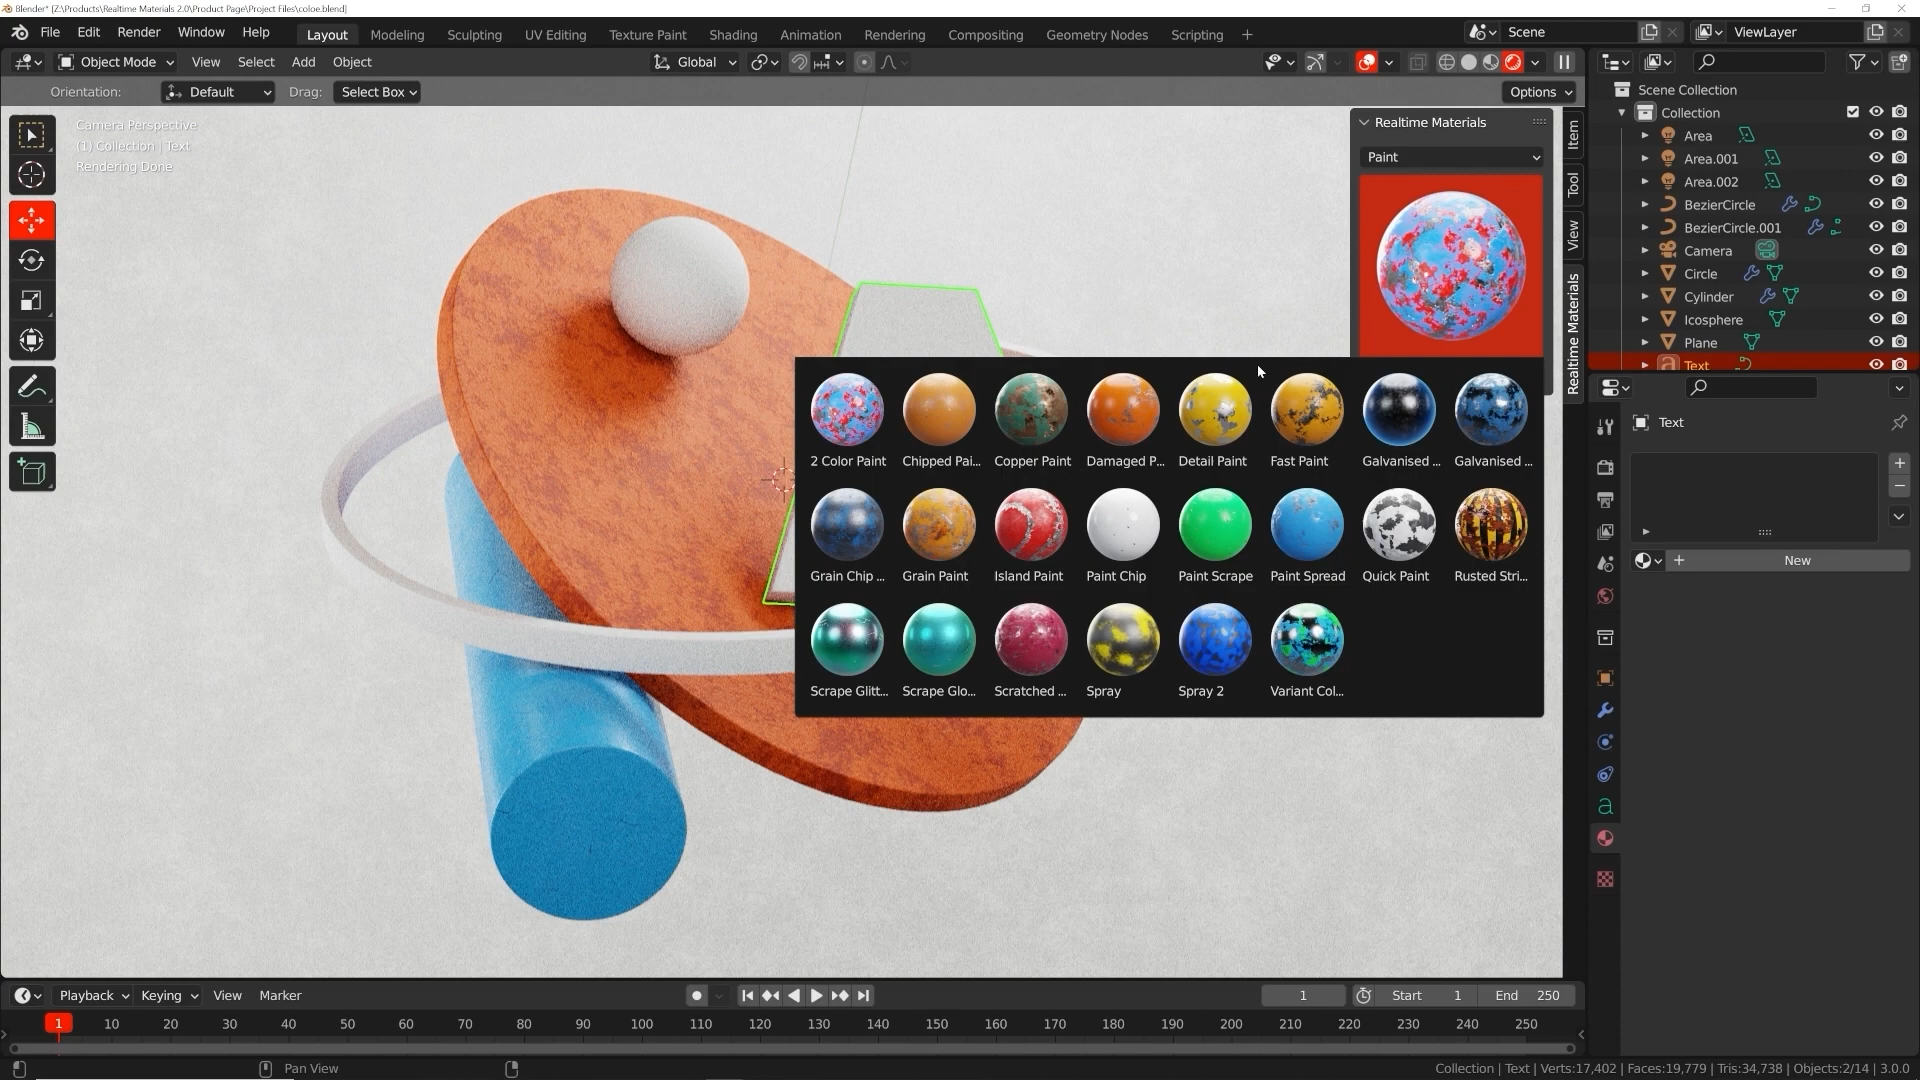 Blender* [Z:\Products\Realtime Materials 2.0\Product Page\Project Files\coloe.blend]
File Edit Render Window Help Layout Modeling Sculpting UV Editing Texture Paint Shading Animation Rendering Compositing Geometry Nodes Scripting + Scene ViewLayer
Object Mode View Select Add Object Global
Orientation: Default Drag: Select Box Options
Camera Perspective
(1) Collection | Text
Rendering Done
Realtime Materials
Paint
Item
Tool
View
Realtime Materials
2 Color Paint Chipped Pai... Copper Paint Damaged P... Detail Paint Fast Paint Galvanised ... Galvanised ...
Grain Chip ... Grain Paint Island Paint Paint Chip Paint Scrape Paint Spread Quick Paint Rusted Stri...
Scrape Glitt... Scrape Glo... Scratched ... Spray Spray 2 Variant Col...
Scene Collection
Collection
Area
Area.001
Area.002
BezierCircle
BezierCircle.001
Camera
Circle
Cylinder
Icosphere
Plane
Text
Text
New
Playback Keying View Marker 1 Start 1 End 250
1 10 20 30 40 50 60 70 80 90 100 110 120 130 140 150 160 170 180 190 200 210 220 230 240 250
Pan View
Collection | Text | Verts:17,402 | Faces:19,779 | Tris:34,738 | Objects:2/14 | 3.0.0